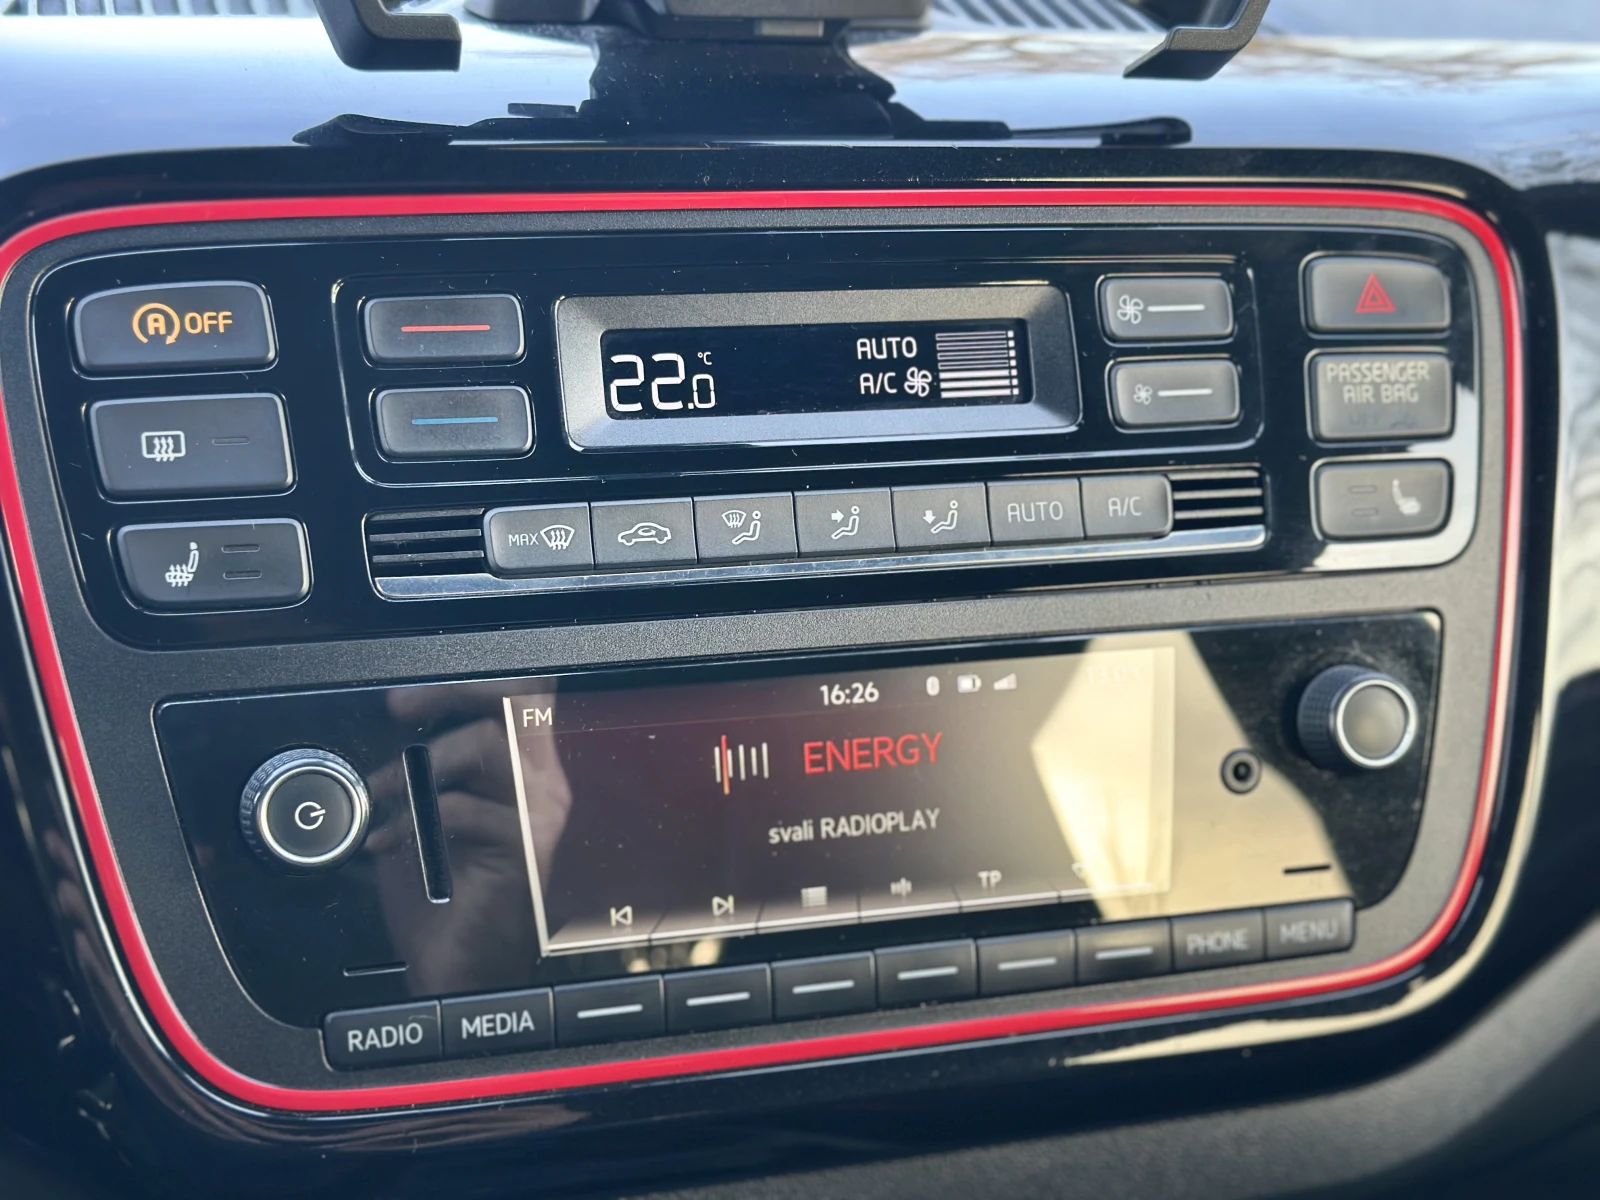 A OFF
22.0 °C
AUTO
A/C
PASSENGER
AIR BAG
MAX
AUTO
A/C
FM
16:26
ENERGY
svali RADIOPLAY
TP
RADIO
MEDIA
PHONE
MENU